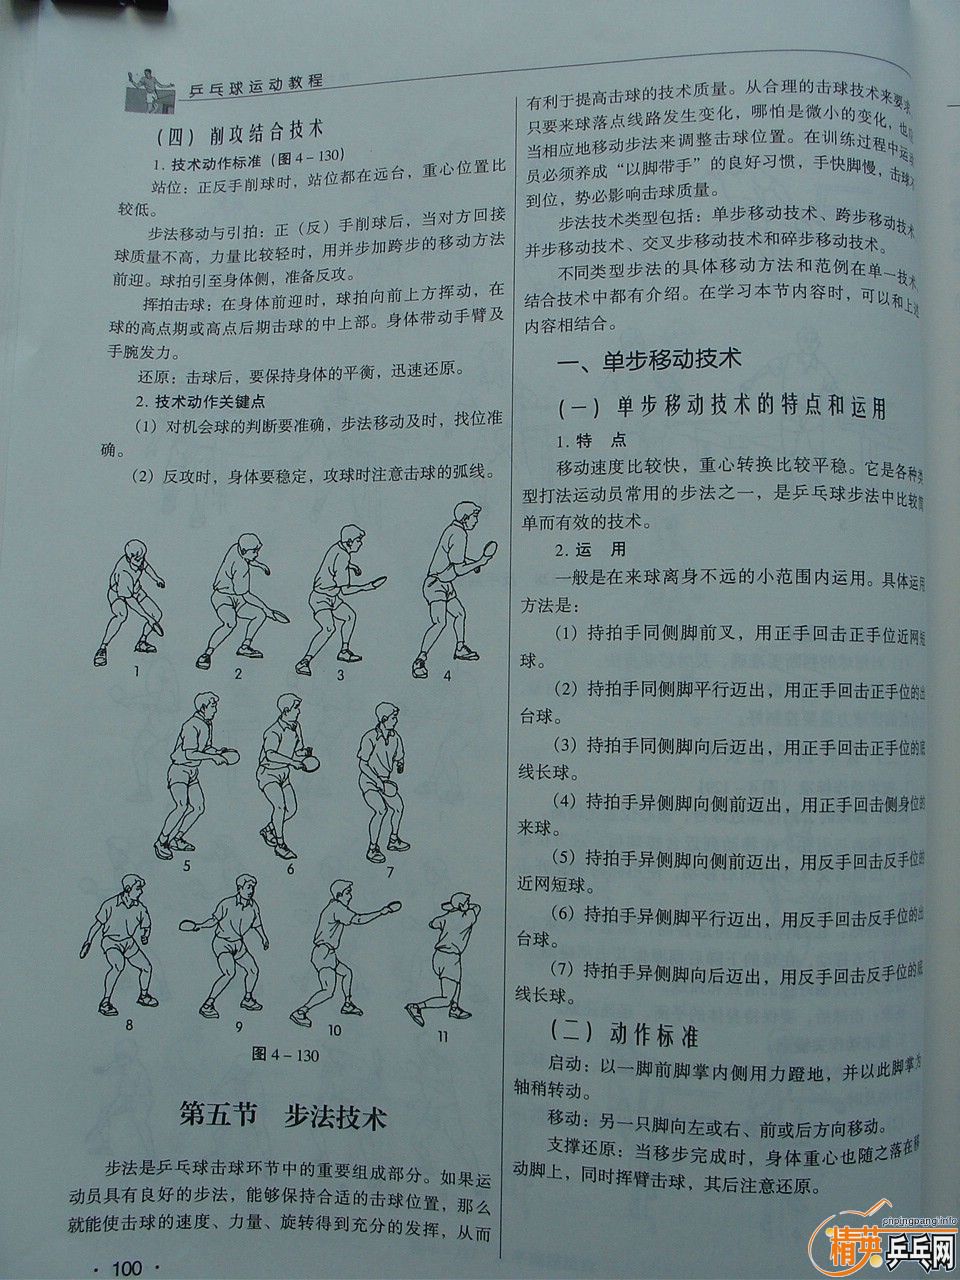 乒乓球运动教程
（四）削攻结合技术
1. 技术动作标准（图4－130）
站位：正反手削球时，站位都在远台，重心位置比
较低。
步法移动与引拍：正（反）手削球后，当对方回接
球质量不高，力量比较轻时，用并步加跨步的移动方法
前迎。球拍引至身体侧，准备反攻。
挥拍击球：在身体前迎时，球拍向前上方挥动，在
球的高点期或高点后期击球的中上部。身体带动手臂及
手腕发力。
还原：击球后，要保持身体的平衡，迅速还原。
2. 技术动作关键点
（1）对机会球的判断要准确，步法移动及时，找位准
确。
（2）反攻时，身体要稳定，攻球时注意击球的弧线。
1
2
3
4
5
6
7
8
9
10
11
图4－130
第五节 步法技术
步法是乒乓球击球环节中的重要组成部分。如果运
动员具有良好的步法，能够保持合适的击球位置，那么
就能使击球的速度、力量、旋转得到充分的发挥，从而
·100·
有利于提高击球的技术质量。从合理的击球技术来要求，
只要来球落点线路发生变化，哪怕是微小的变化，也应
当相应地移动步法来调整击球位置。在训练过程中运动
员必须养成“以脚带手”的良好习惯，手快脚慢，击球不
到位，势必影响击球质量。
步法技术类型包括：单步移动技术、跨步移动技术、
并步移动技术、交叉步移动技术和碎步移动技术。
不同类型步法的具体移动方法和范例在单一技术、
结合技术中都有介绍。在学习本节内容时，可以和上述
内容相结合。
一、单步移动技术
（一）单步移动技术的特点和运用
1. 特 点
移动速度比较快，重心转换比较平稳。它是各种类
型打法运动员常用的步法之一，是乒乓球步法中比较简
单而有效的技术。
2. 运 用
一般是在来球离身不远的小范围内运用。具体运用
方法是：
（1）持拍手同侧脚前叉，用正手回击正手位近网短
球。
（2）持拍手同侧脚平行迈出，用正手回击正手位的出
台球。
（3）持拍手同侧脚向后迈出，用正手回击正手位的底
线长球。
（4）持拍手异侧脚向侧前迈出，用正手回击侧身位的
来球。
（5）持拍手异侧脚向侧前迈出，用反手回击反手位的
近网短球。
（6）持拍手异侧脚平行迈出，用反手回击反手位的出
台球。
（7）持拍手异侧脚向后迈出，用反手回击反手位的底
线长球。
（二）动作标准
启动：以一脚前脚掌内侧用力蹬地，并以此脚掌为
轴稍转动。
移动：另一只脚向左或右、前或后方向移动。
支撑还原：当移步完成时，身体重心也随之落在移
动脚上，同时挥臂击球，其后注意还原。
phpingpang.info
精英乒乓网